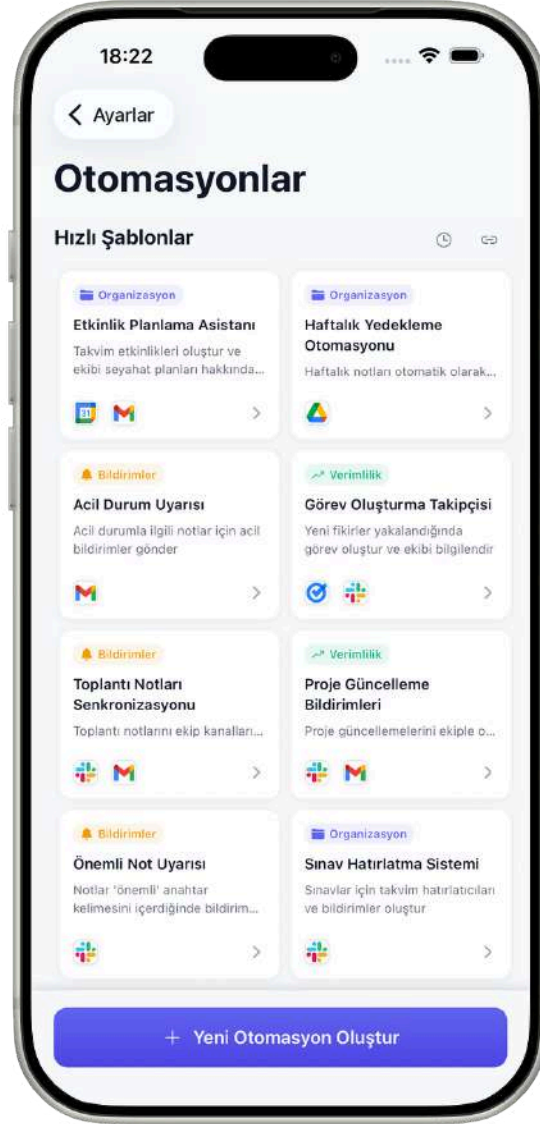 18:22
Ayarlar
Otomasyonlar
Hızlı Şablonlar
Organizasyon
Etkinlik Planlama Asistanı
Takvim etkinlikleri oluştur ve
ekibi seyahat planları hakkında...
31
Organizasyon
Haftalık Yedekleme
Otomasyonu
Haftalık notları otomatik olarak...
Bildirimler
Acil Durum Uyarısı
Acil durumla ilgili notlar için acil
bildirimler gönder
Verimlilik
Görev Oluşturma Takipçisi
Yeni fikirler yakalandığında
görev oluştur ve ekibi bilgilendir
Bildirimler
Toplantı Notları
Senkronizasyonu
Toplantı notlarını ekip kanalları...
Verimlilik
Proje Güncelleme
Bildirimleri
Proje güncellemelerini ekiple o...
Bildirimler
Önemli Not Uyarısı
Notlar 'önemli' anahtar
kelimesini içerdiğinde bildirim...
Organizasyon
Sınav Hatırlatma Sistemi
Sınavlar için takvim hatırlatıcıları
ve bildirimler oluştur
+ Yeni Otomasyon Oluştur